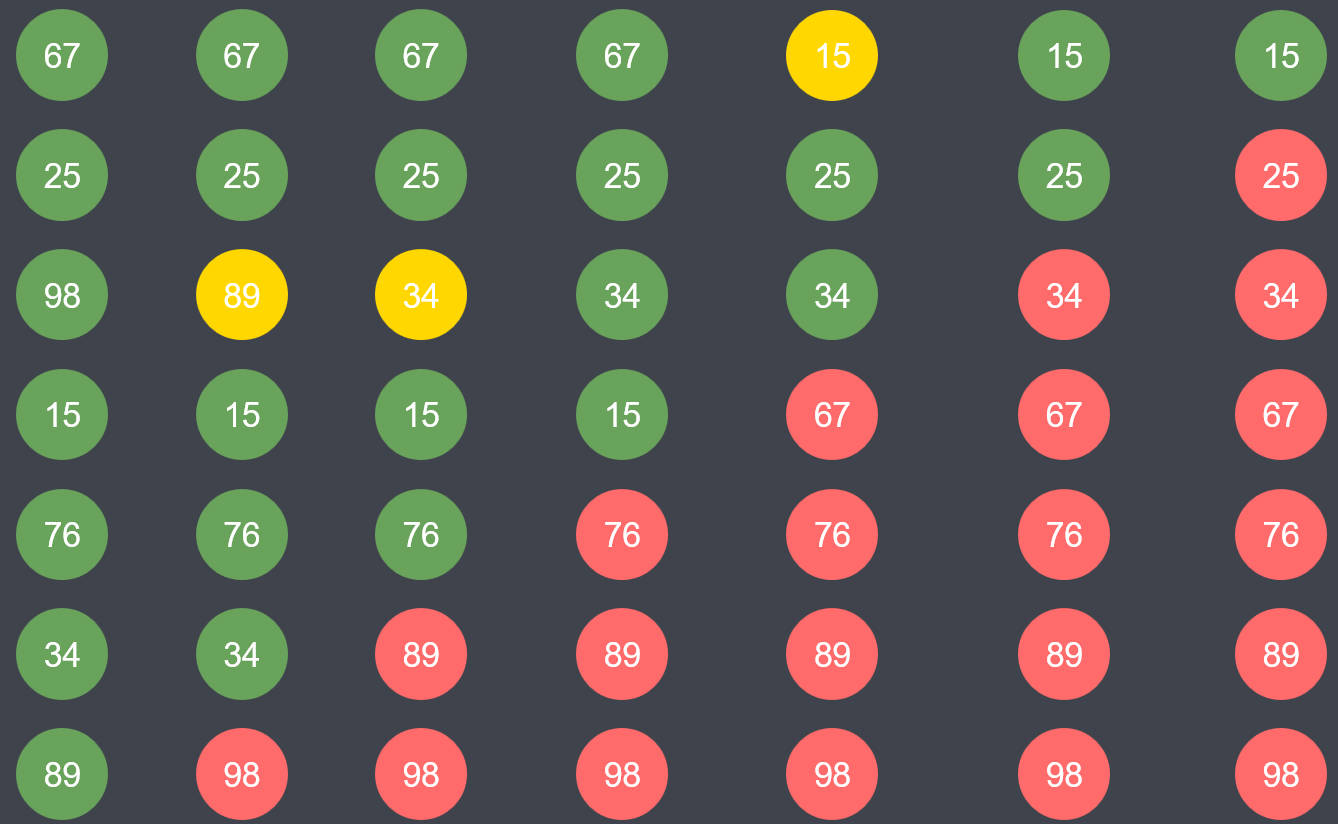 67 67 67 67 15 15 15
25 25 25 25 25 25 25
98 89 34 34 34 34 34
15 15 15 15 67 67 67
76 76 76 76 76 76 76
34 34 89 89 89 89 89
89 98 98 98 98 98 98